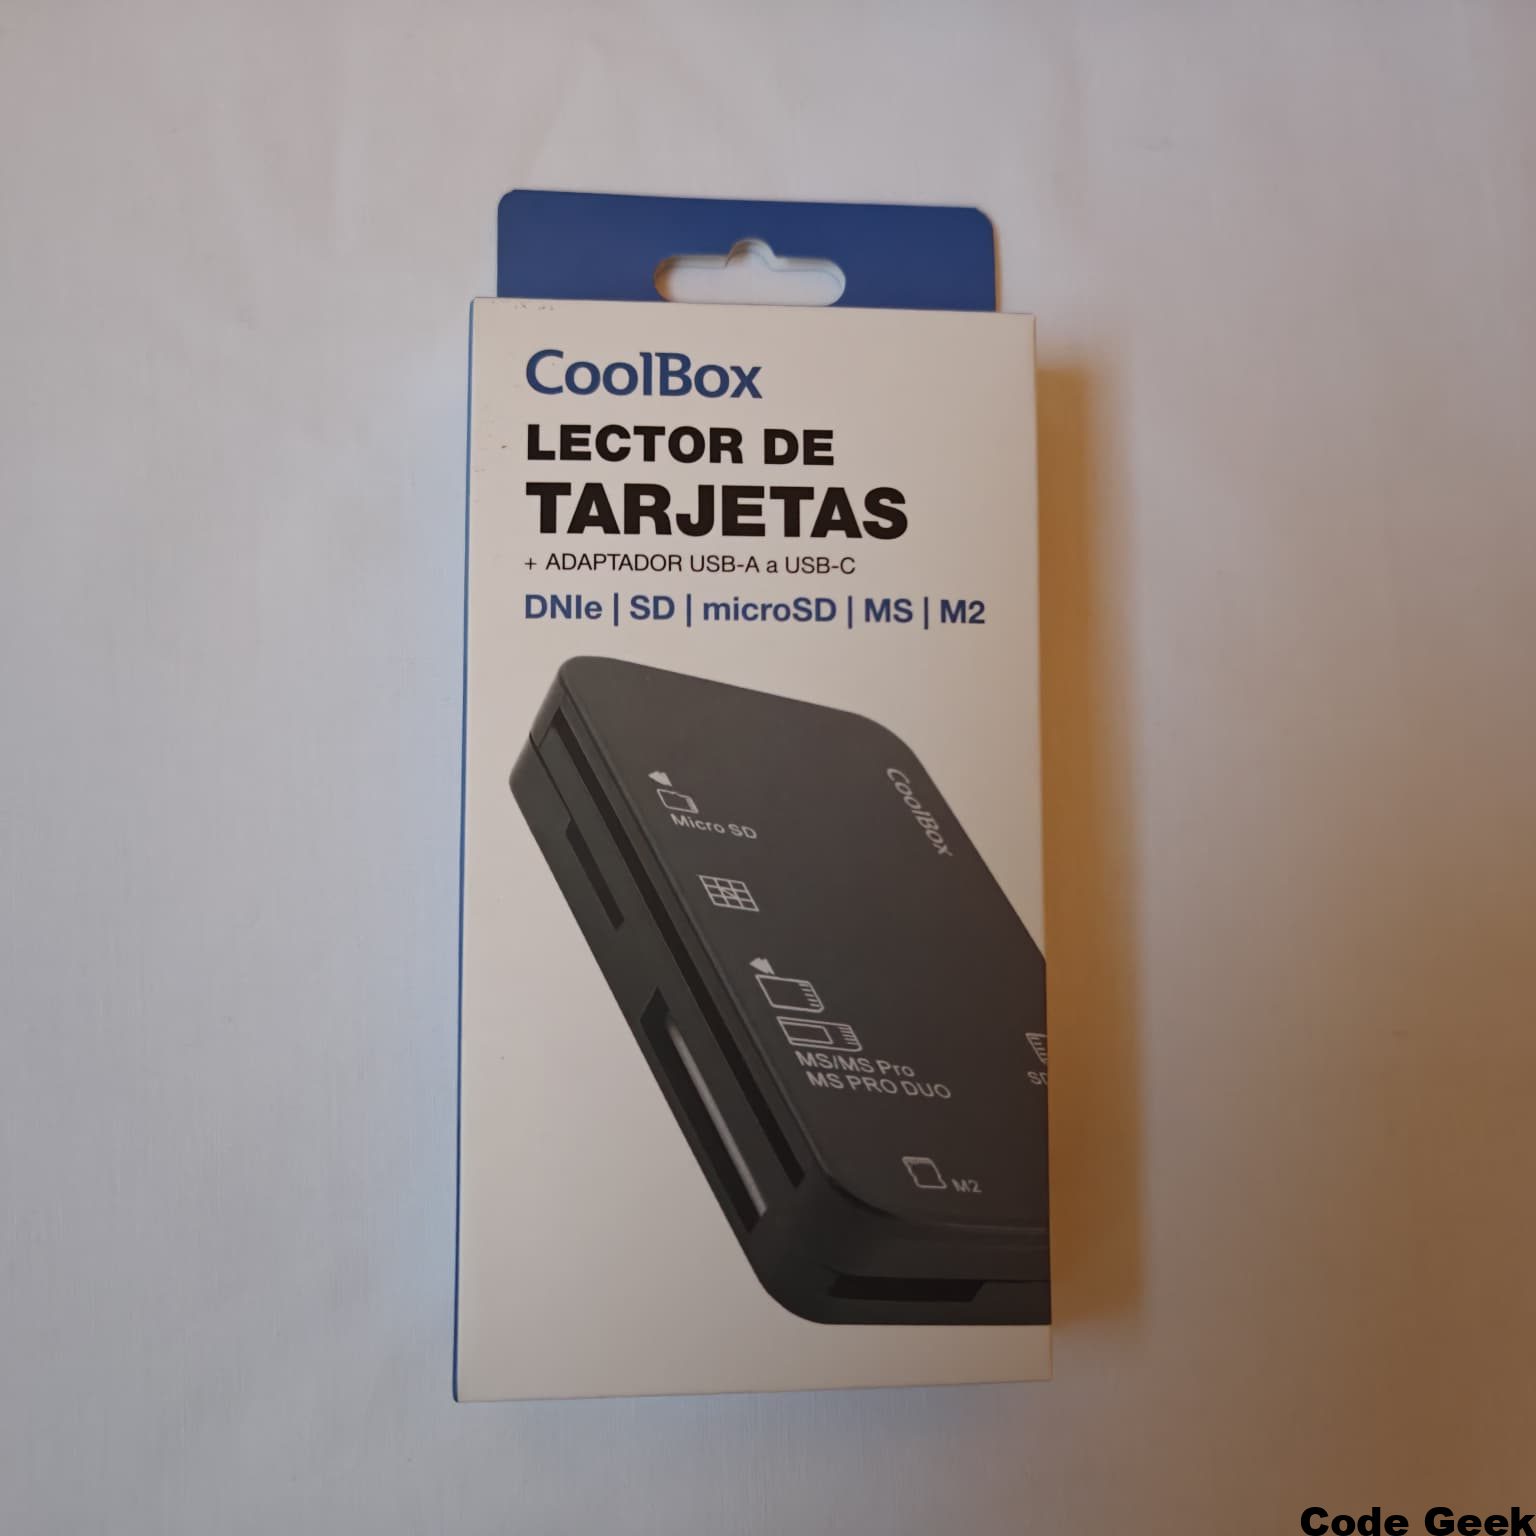 CoolBox
LECTOR DE
TARJETAS
+ ADAPTADOR USB-A a USB-C
DNIe | SD | microSD | MS | M2
CoolBox
Micro SD
MS/MS Pro
MS PRO DUO
SD
M2
Code Geek